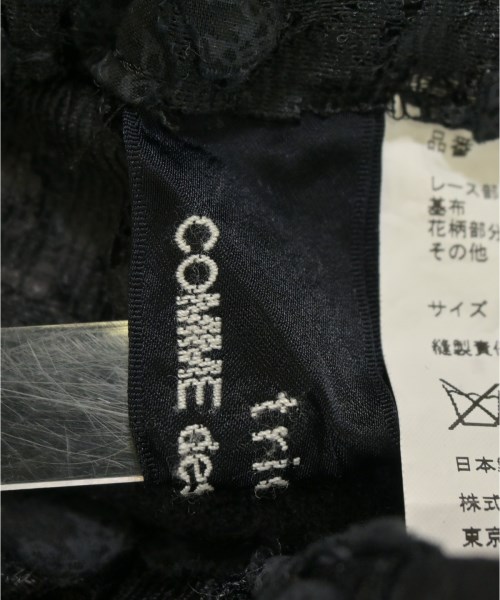 COMME des
tric
品番
レース部
基布
花柄部分
その他
サイズ
縫製責任
日本
株式
東京